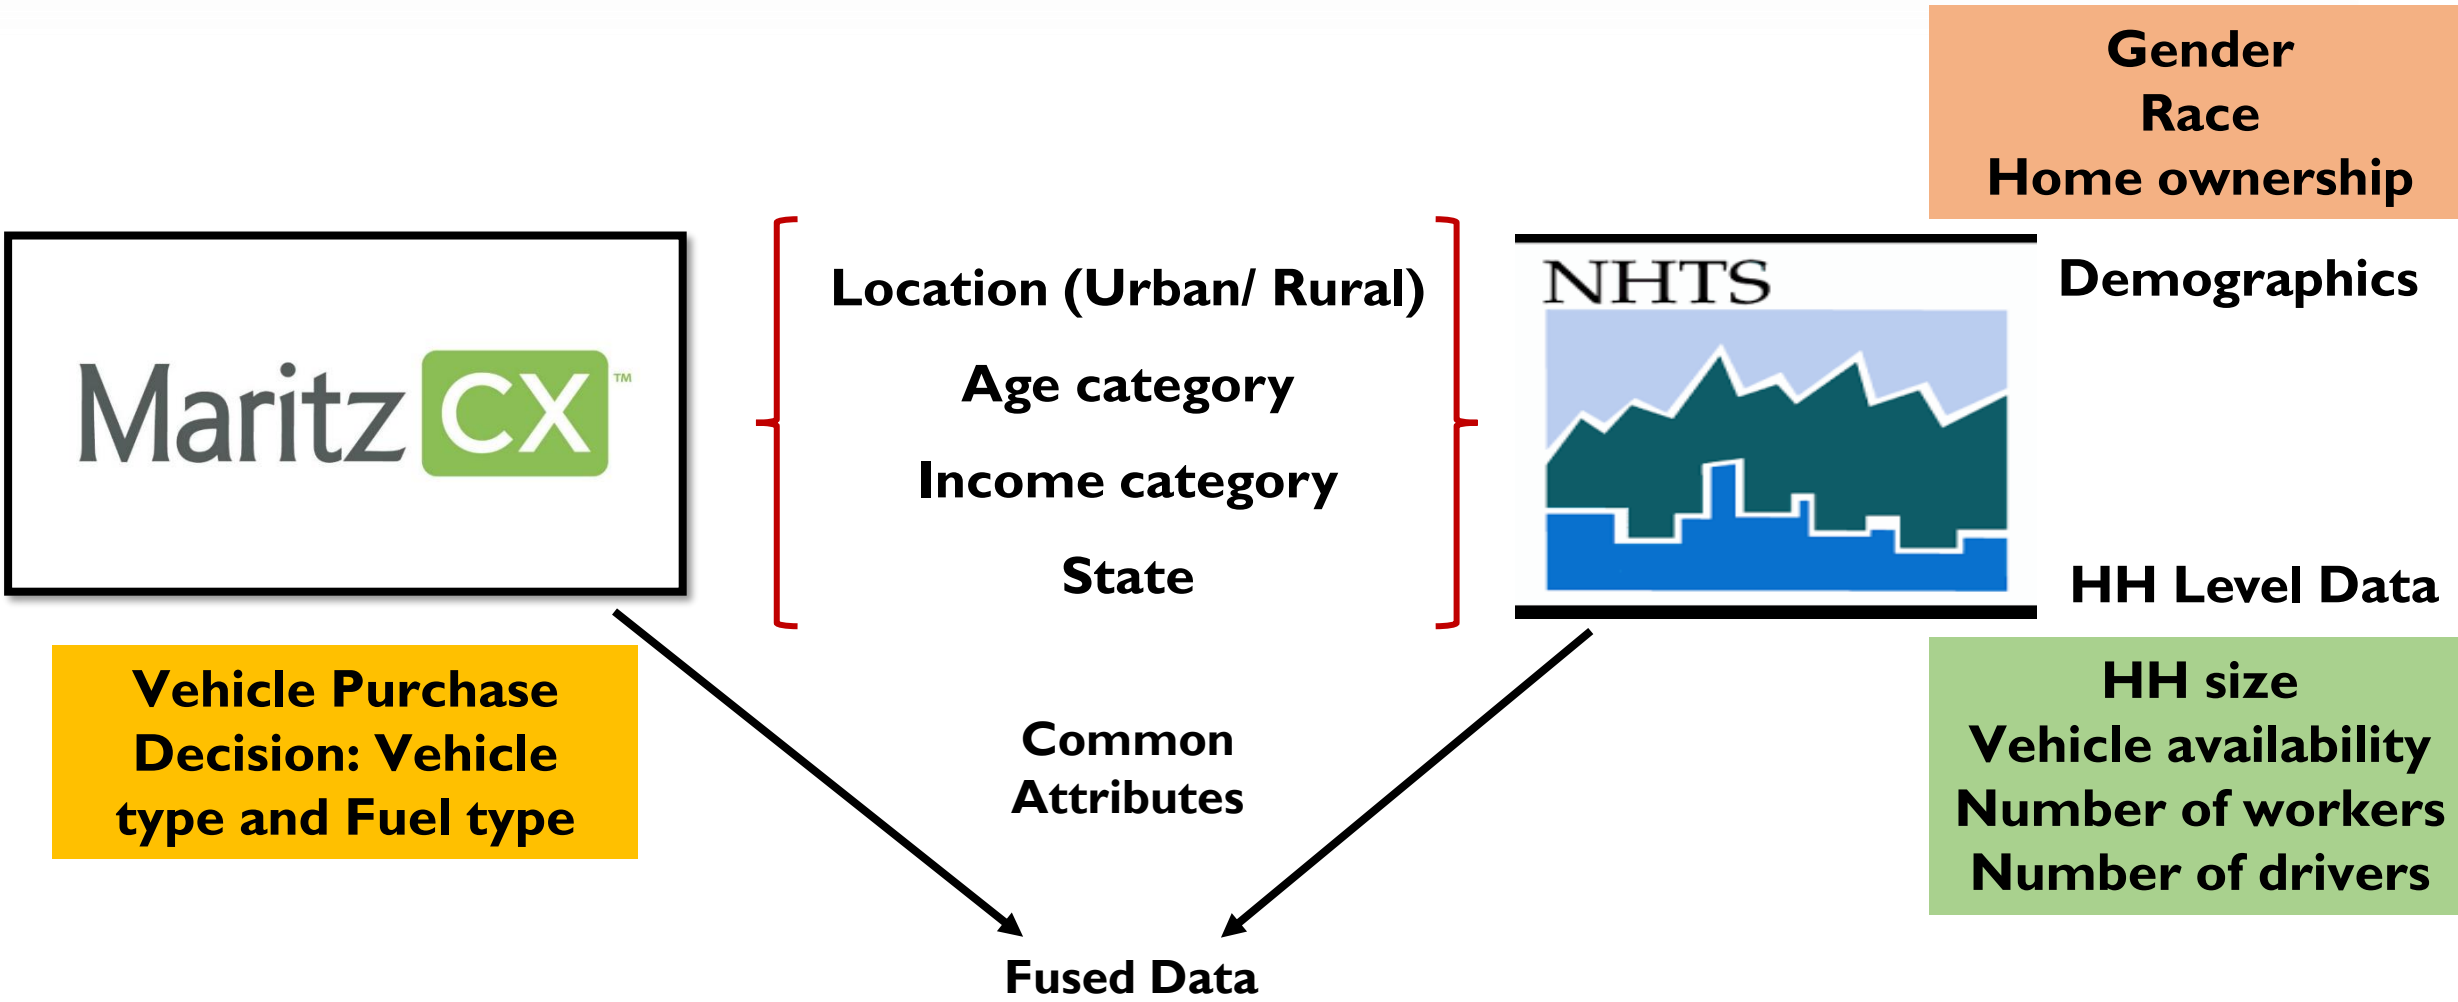 Gender
Race
Home ownership
MaritzCX™
Location (Urban/ Rural)
Age category
Income category
State
NHTS
Demographics
HH Level Data
Vehicle Purchase
Decision: Vehicle
type and Fuel type
Common
Attributes
HH size
Vehicle availability
Number of workers
Number of drivers
Fused Data